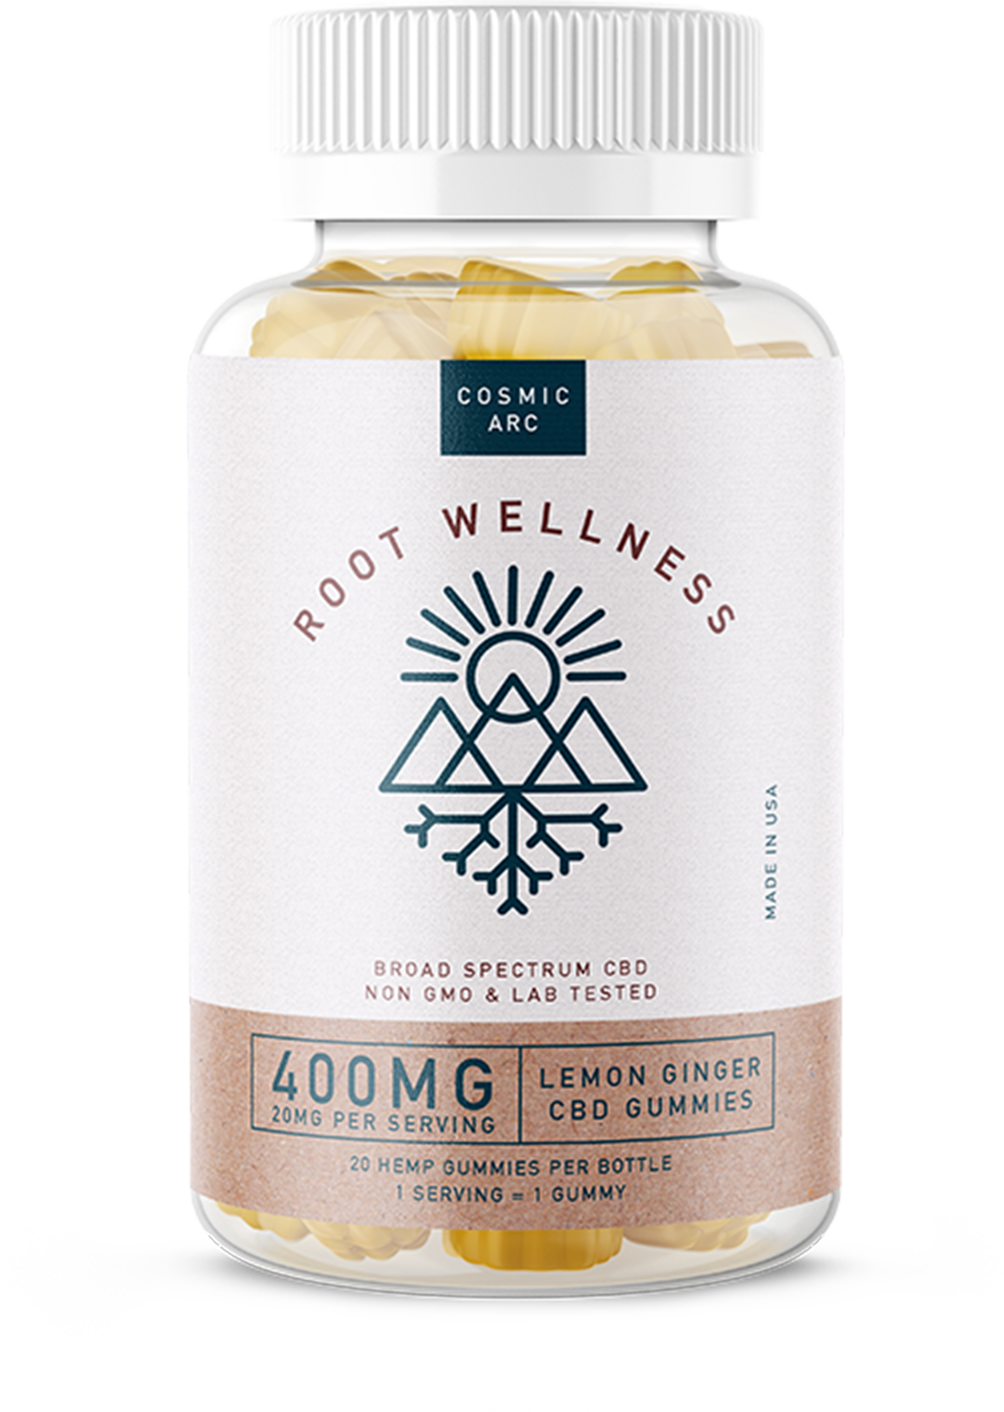 COSMIC
ARC
ROOT WELLNESS
MADE IN USA
BROAD SPECTRUM CBD
NON GMO & LAB TESTED
400MG
20MG PER SERVING
LEMON GINGER
CBD GUMMIES
20 HEMP GUMMIES PER BOTTLE
1 SERVING = 1 GUMMY